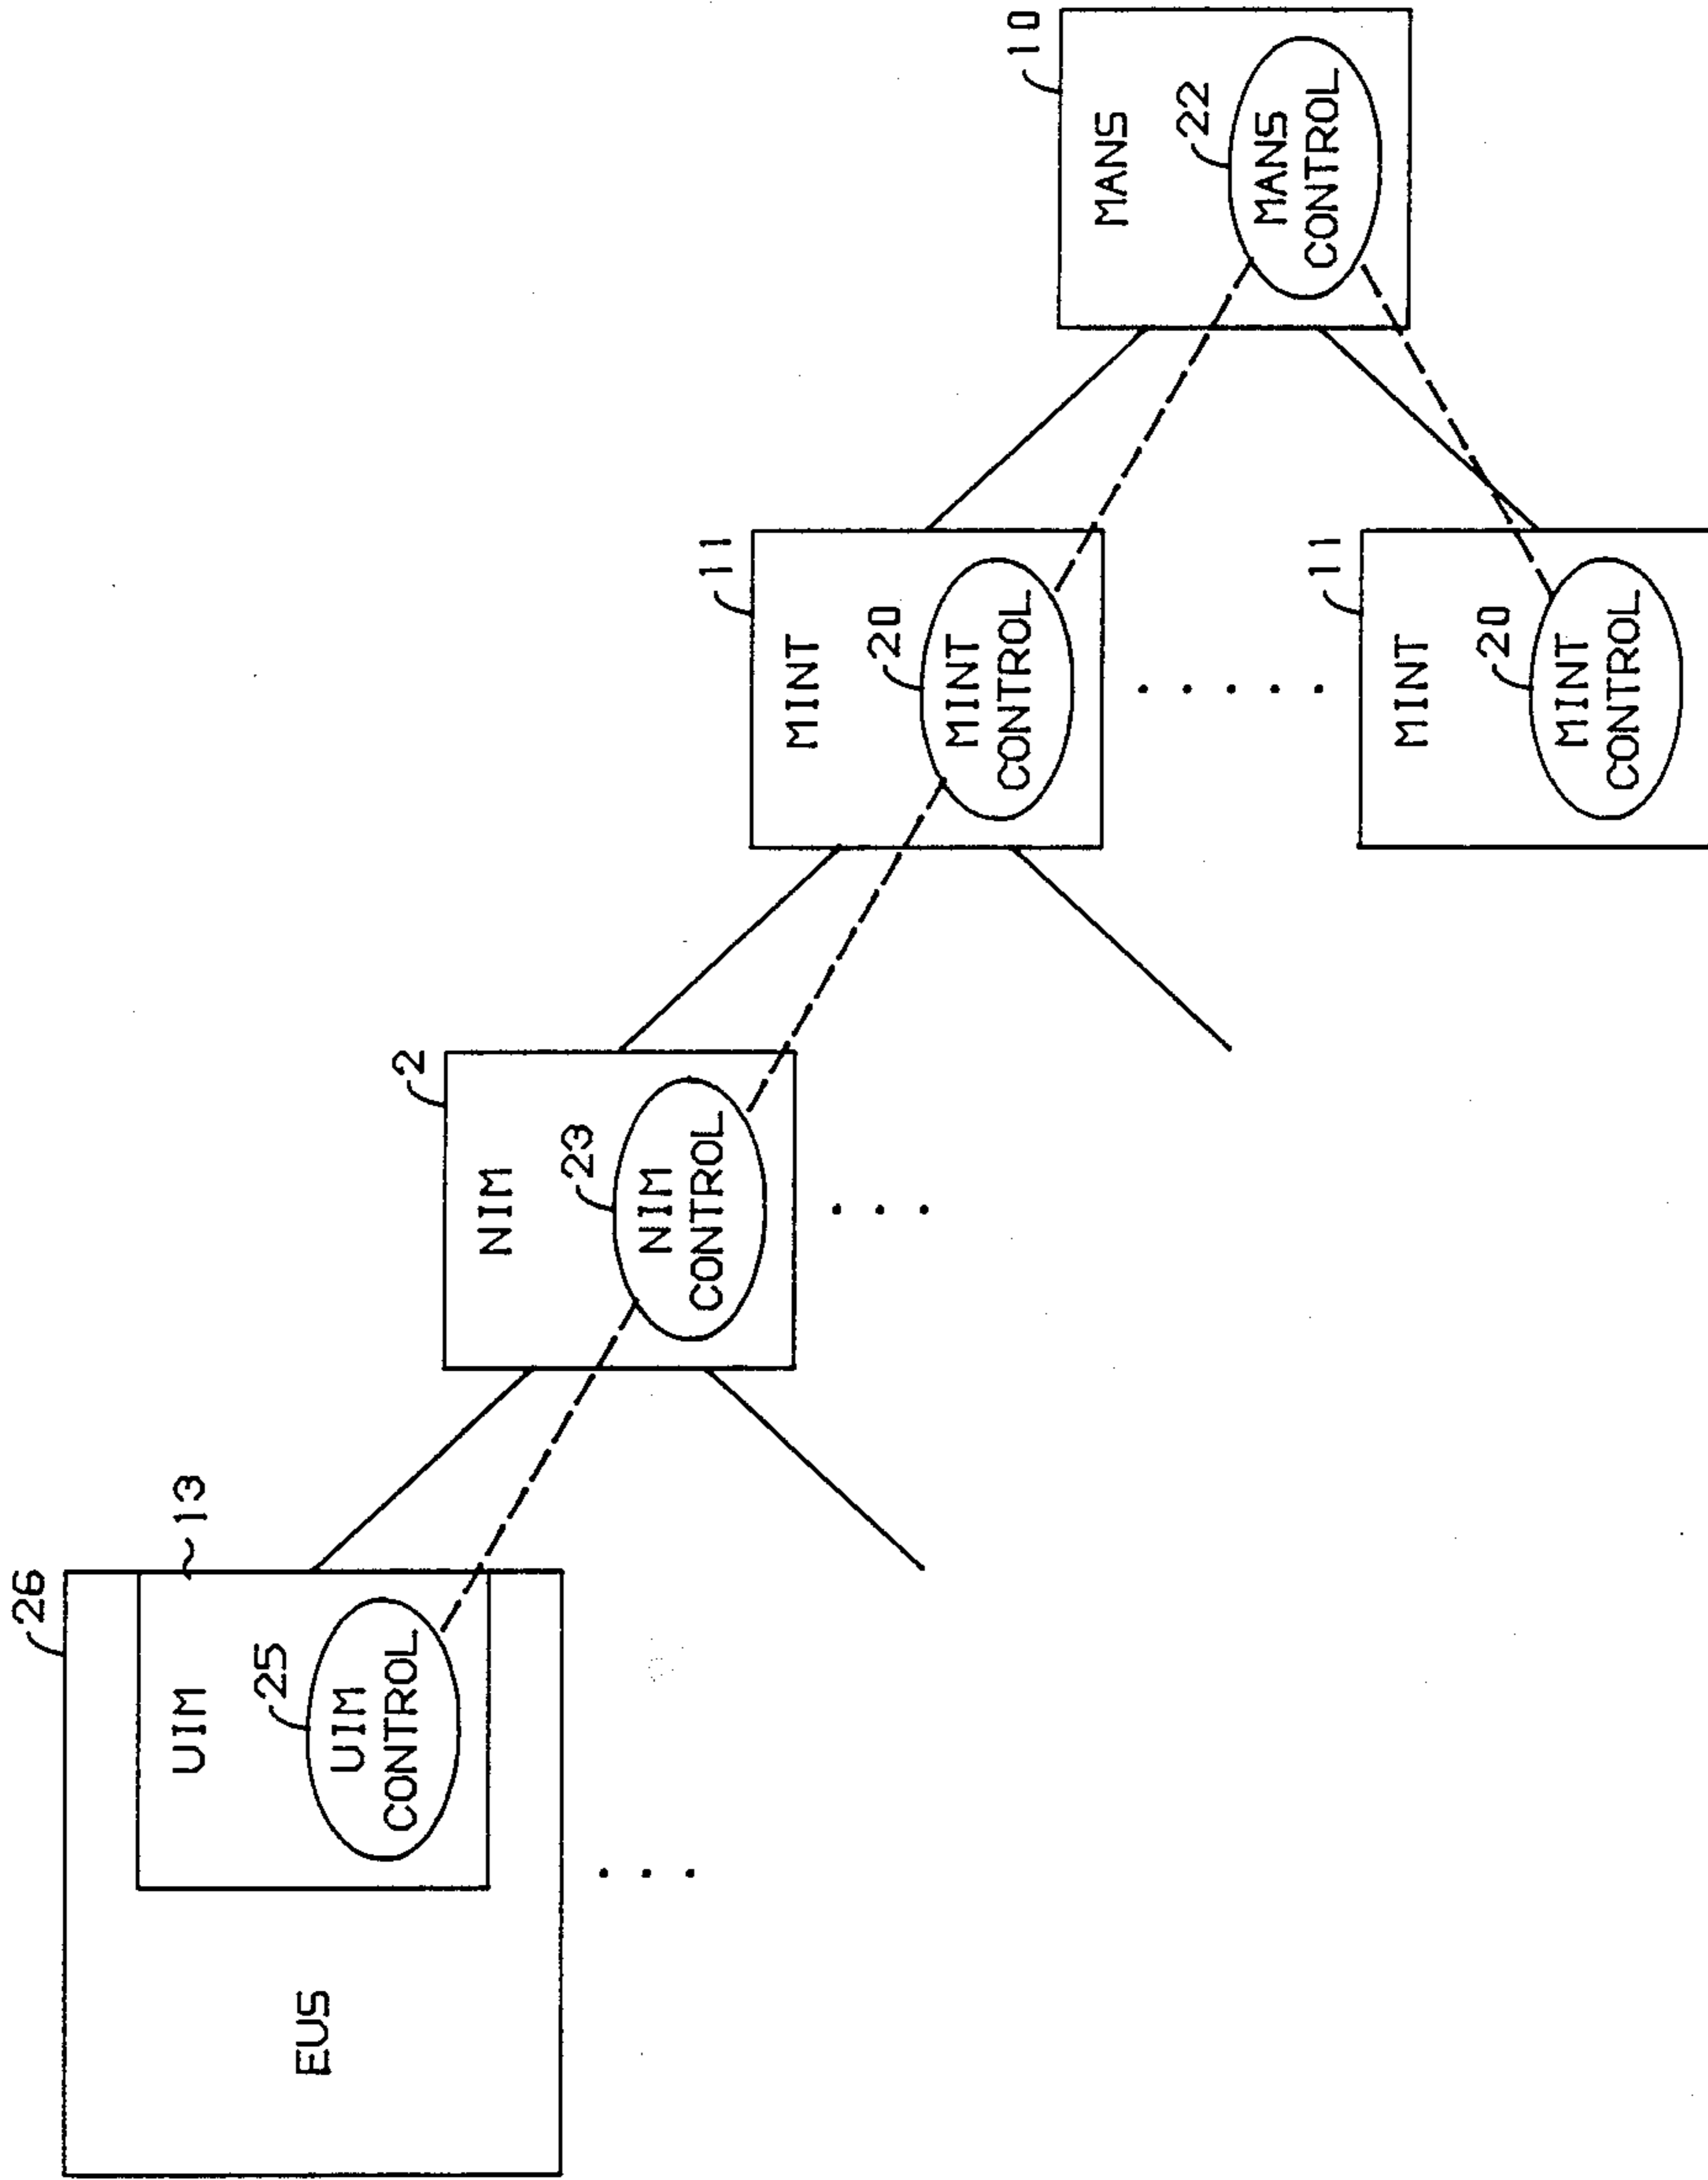 26
EUS
UIM
13
25
UIM
CONTROL
2
NIM
23
NIM
CONTROL
11
MINT
20
MINT
CONTROL
10
MANS
22
MANS
CONTROL
11
MINT
20
MINT
CONTROL